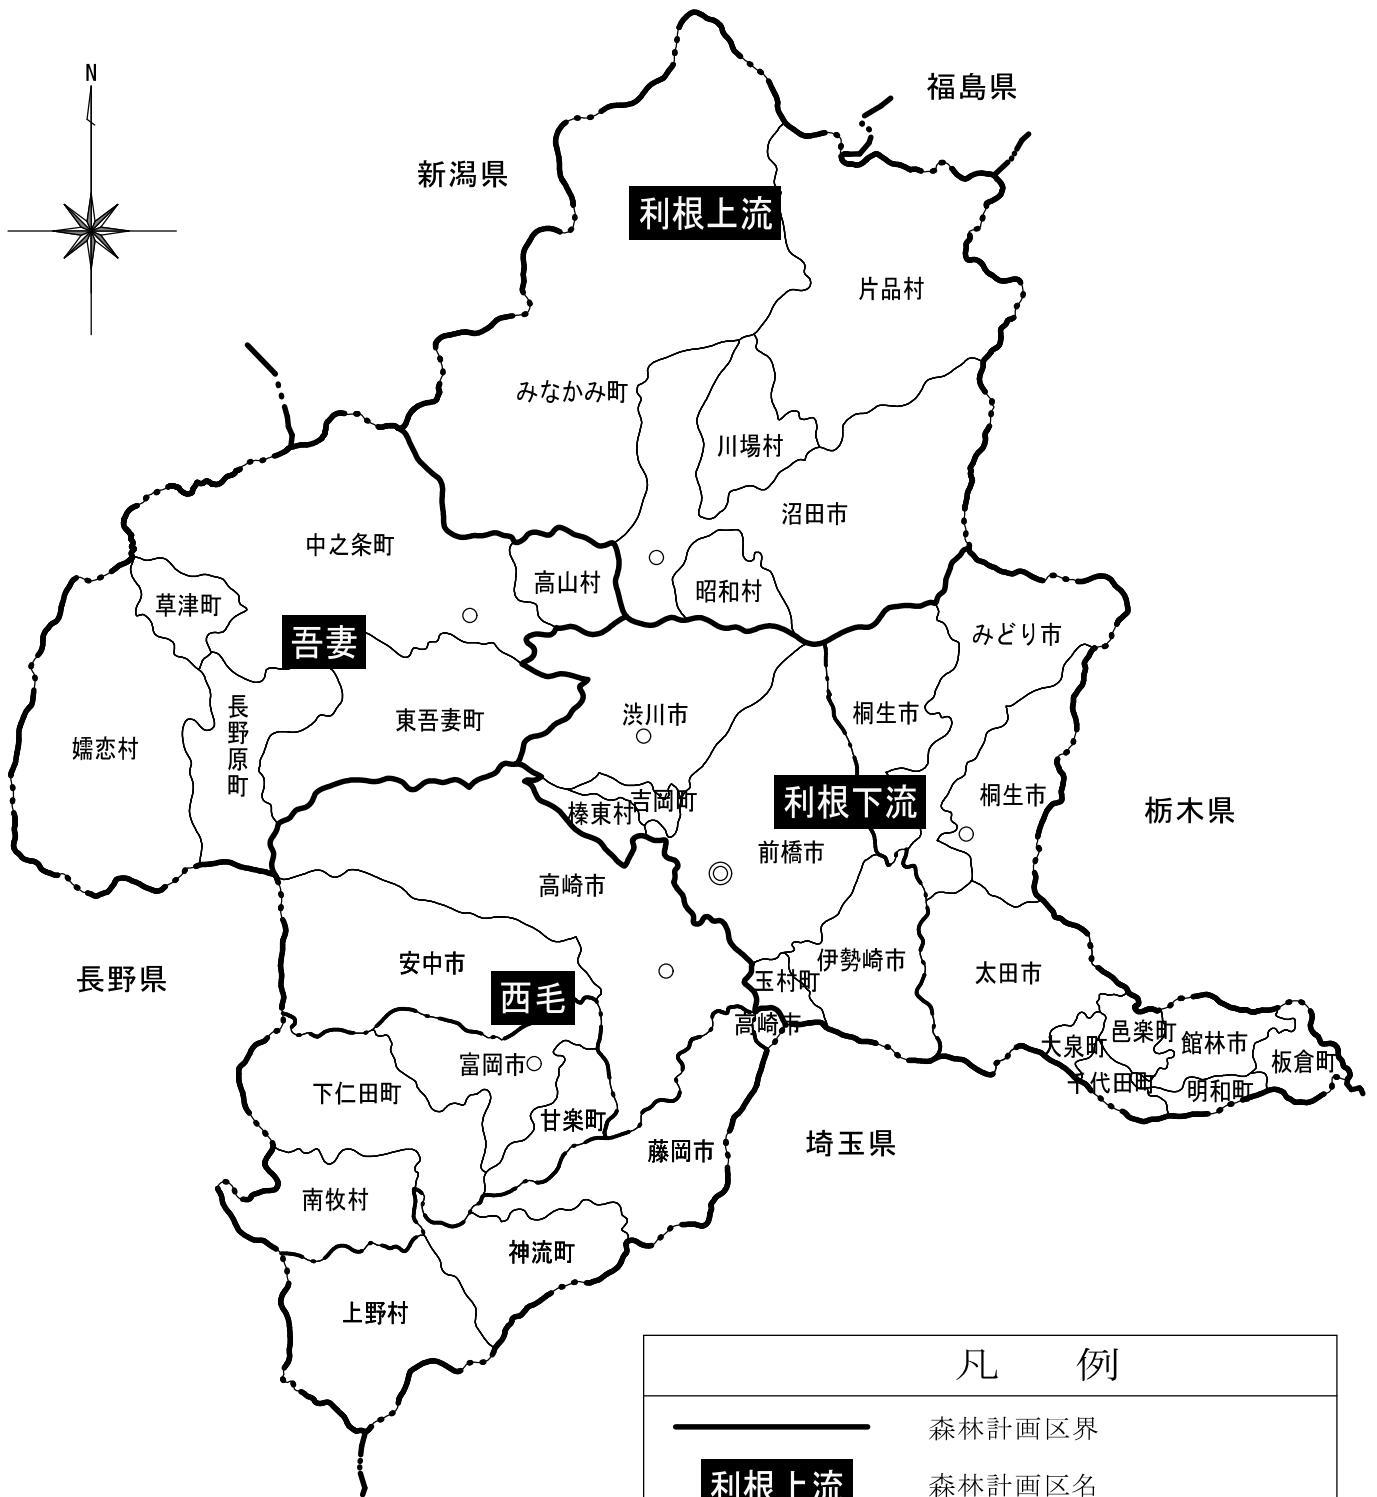 N
福島県
新潟県
利根上流
片品村
みなかみ町
川場村
沼田市
中之条町
高山村
昭和村
草津町
吾妻
みどり市
長野原町
東吾妻町
渋川市
桐生市
嬬恋村
桐生市
利根下流
吉岡町
榛東村
栃木県
前橋市
高崎市
安中市
伊勢崎市
長野県
玉村町
太田市
西毛
高崎市
邑楽町
大泉町
館林市
板倉町
富岡市
千代田町
明和町
下仁田町
甘楽町
藤岡市
埼玉県
南牧村
神流町
上野村
凡 例
森林計画区界
利根上流 森林計画区名